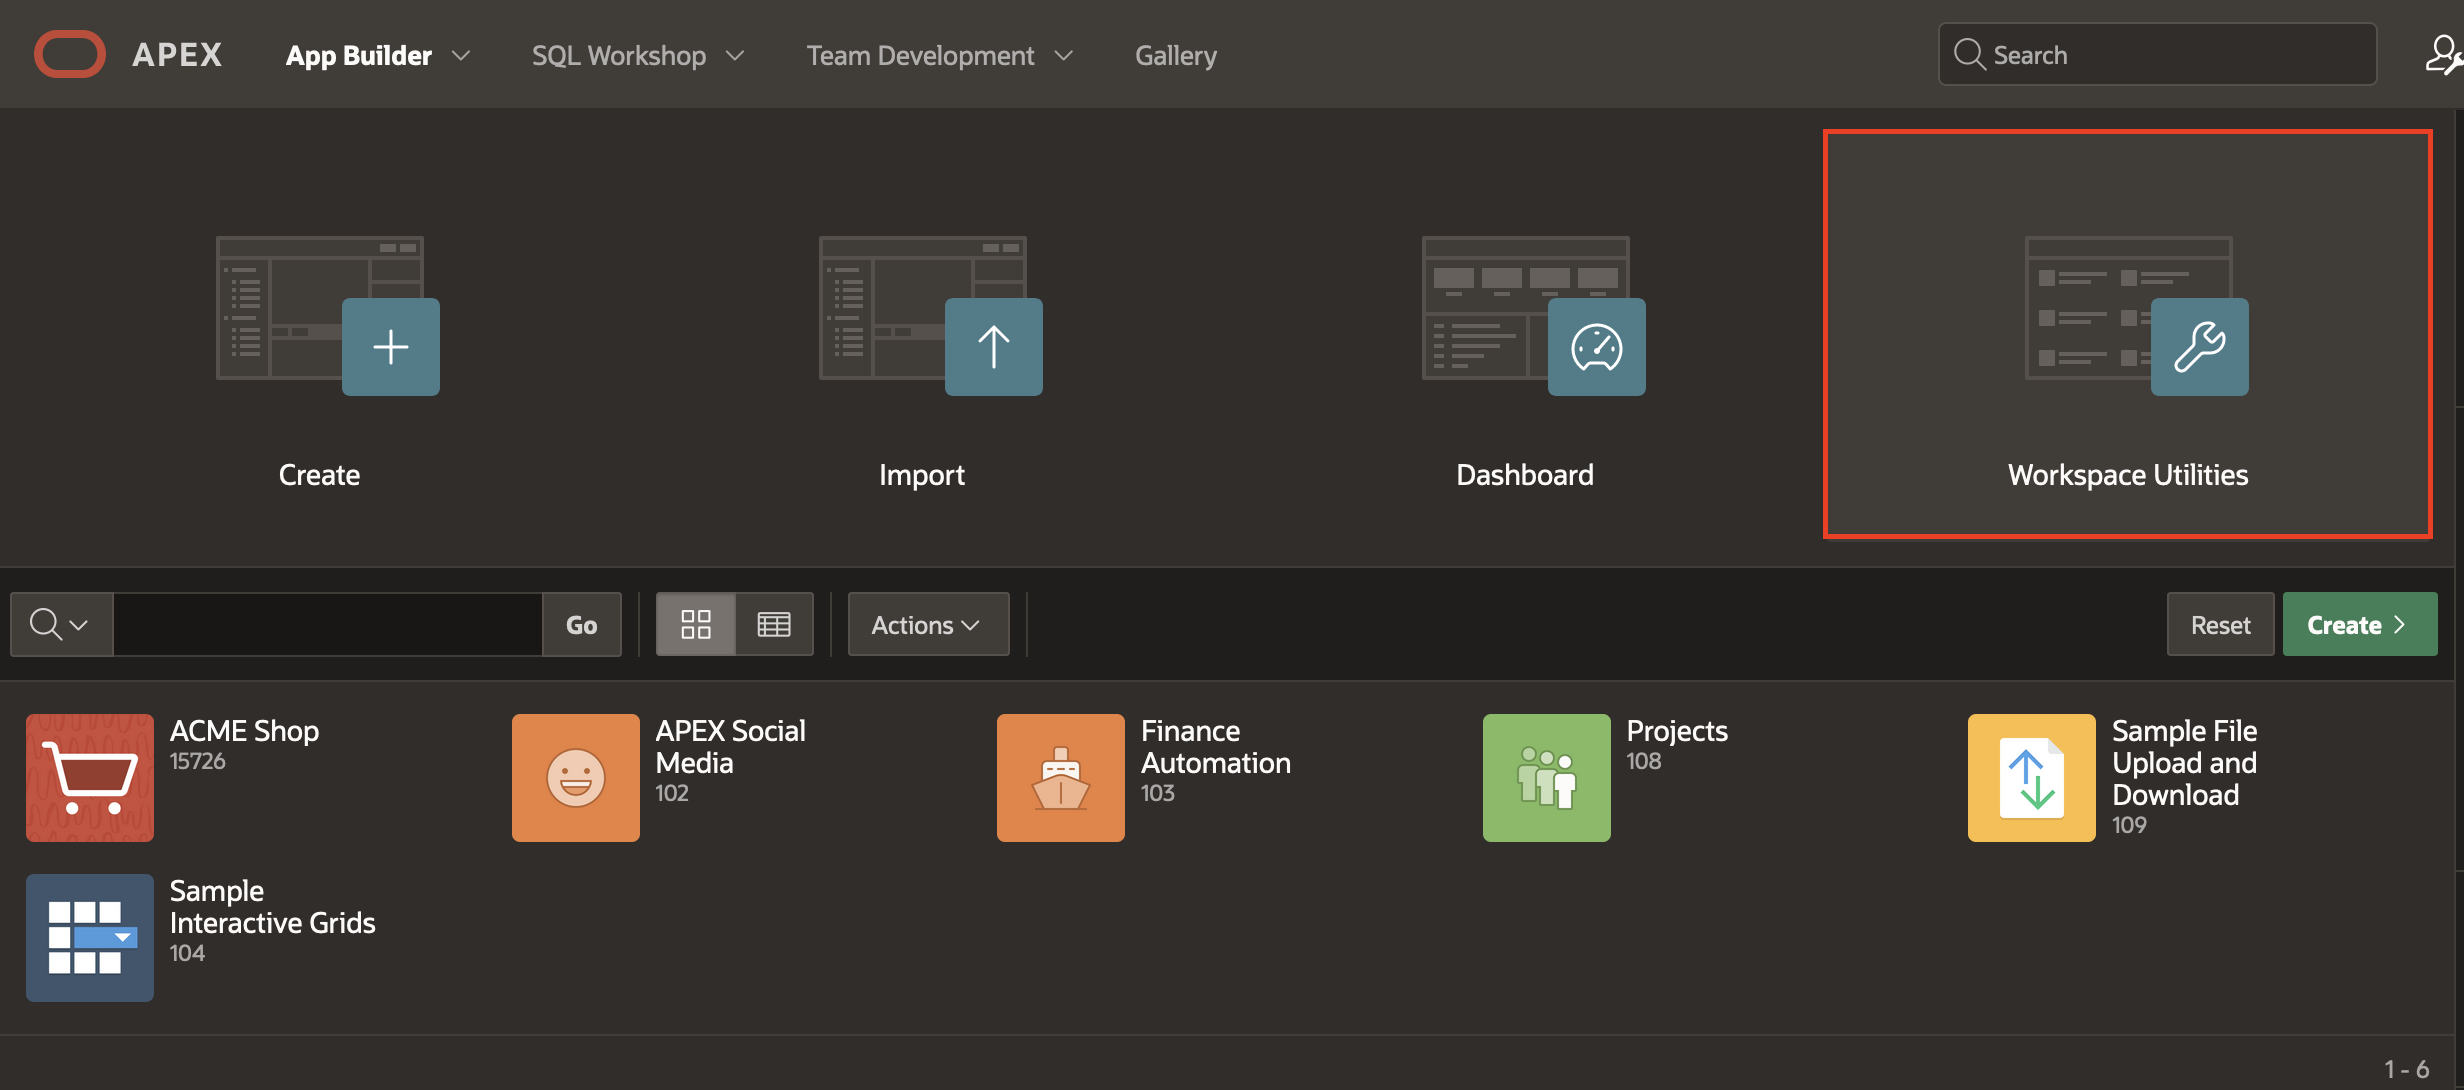 APEX App Builder SQL Workshop Team Development Gallery Search
Create Import Dashboard Workspace Utilities
Go Actions Reset Create
ACME Shop
15726
APEX Social
Media
102
Finance
Automation
103
Projects
108
Sample File
Upload and
Download
109
Sample
Interactive Grids
104
1 - 6